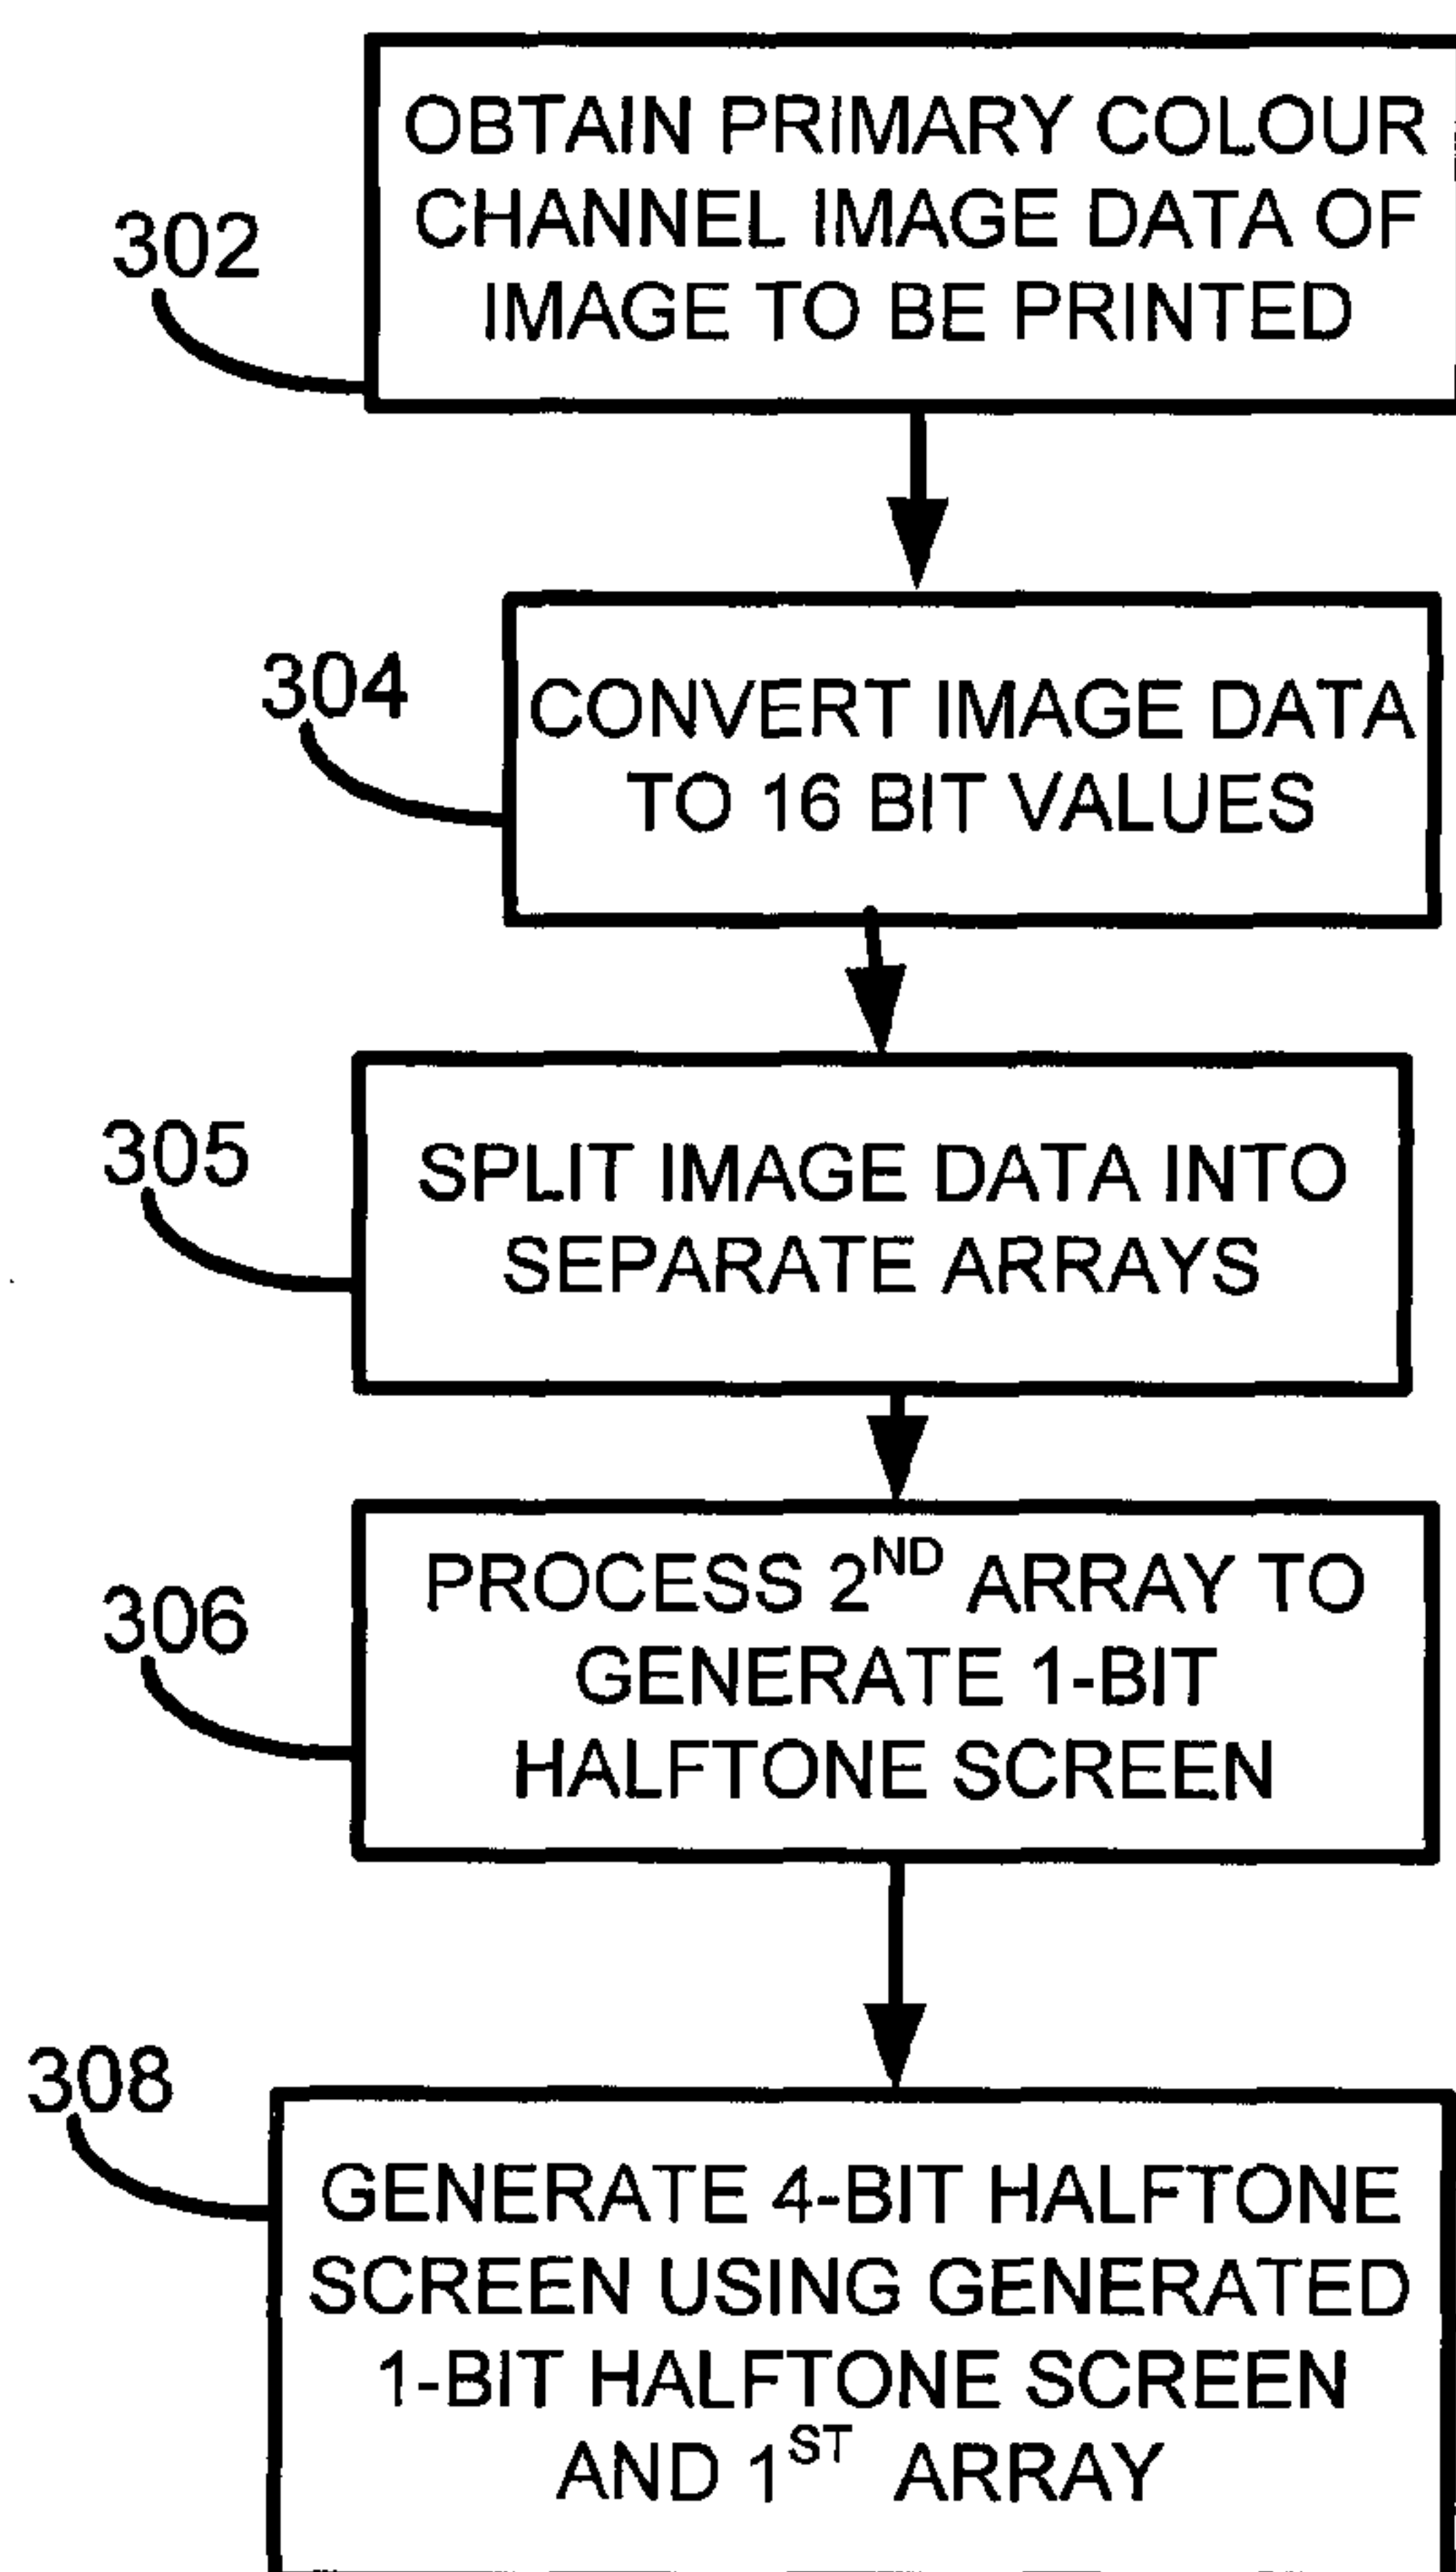 302
OBTAIN PRIMARY COLOUR
CHANNEL IMAGE DATA OF
IMAGE TO BE PRINTED
304
CONVERT IMAGE DATA
TO 16 BIT VALUES
305
SPLIT IMAGE DATA INTO
SEPARATE ARRAYS
306
PROCESS 2ND ARRAY TO
GENERATE 1-BIT
HALFTONE SCREEN
308
GENERATE 4-BIT HALFTONE
SCREEN USING GENERATED
1-BIT HALFTONE SCREEN
AND 1ST ARRAY